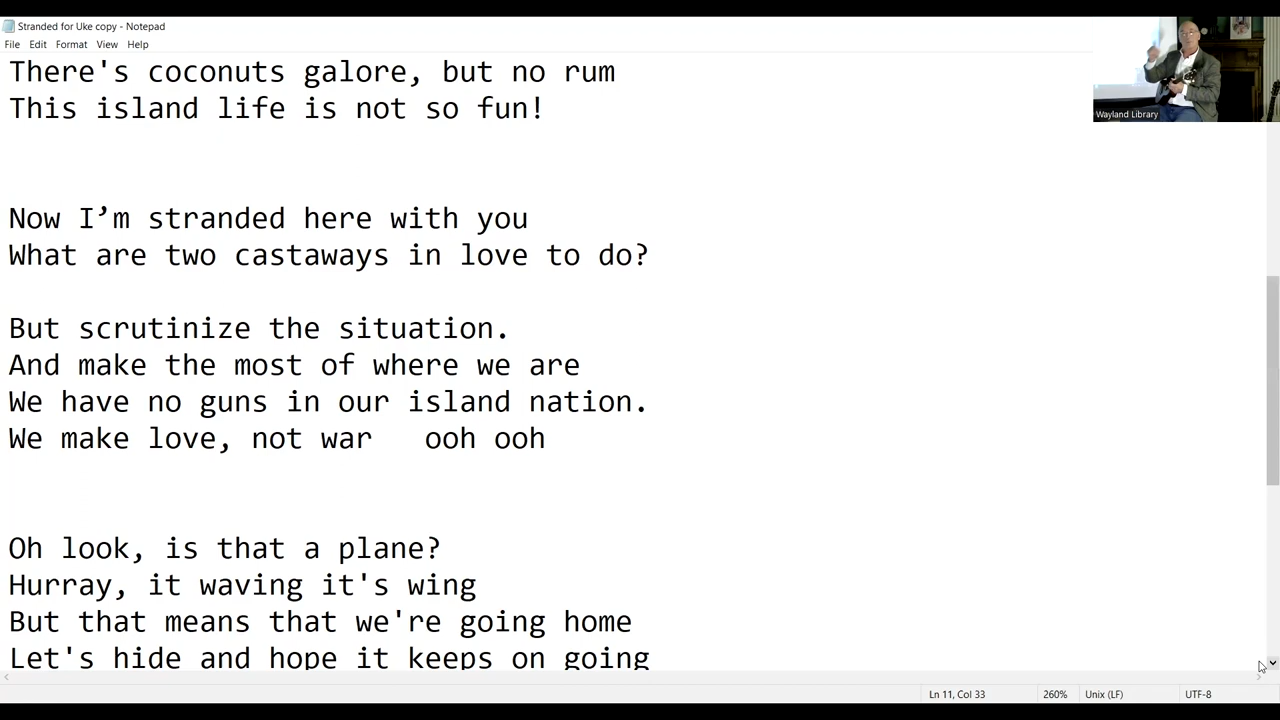 Stranded for Uke copy - Notepad
File Edit Format View Help
There's coconuts galore, but no rum
This island life is not so fun!
Now I’m stranded here with you
What are two castaways in love to do?
But scrutinize the situation.
And make the most of where we are
We have no guns in our island nation.
We make love, not war ooh ooh
Oh look, is that a plane?
Hurray, it waving it's wing
But that means that we're going home
Let's hide and hope it keeps on going
Wayland Library
Ln 11, Col 33 260% Unix (LF) UTF-8